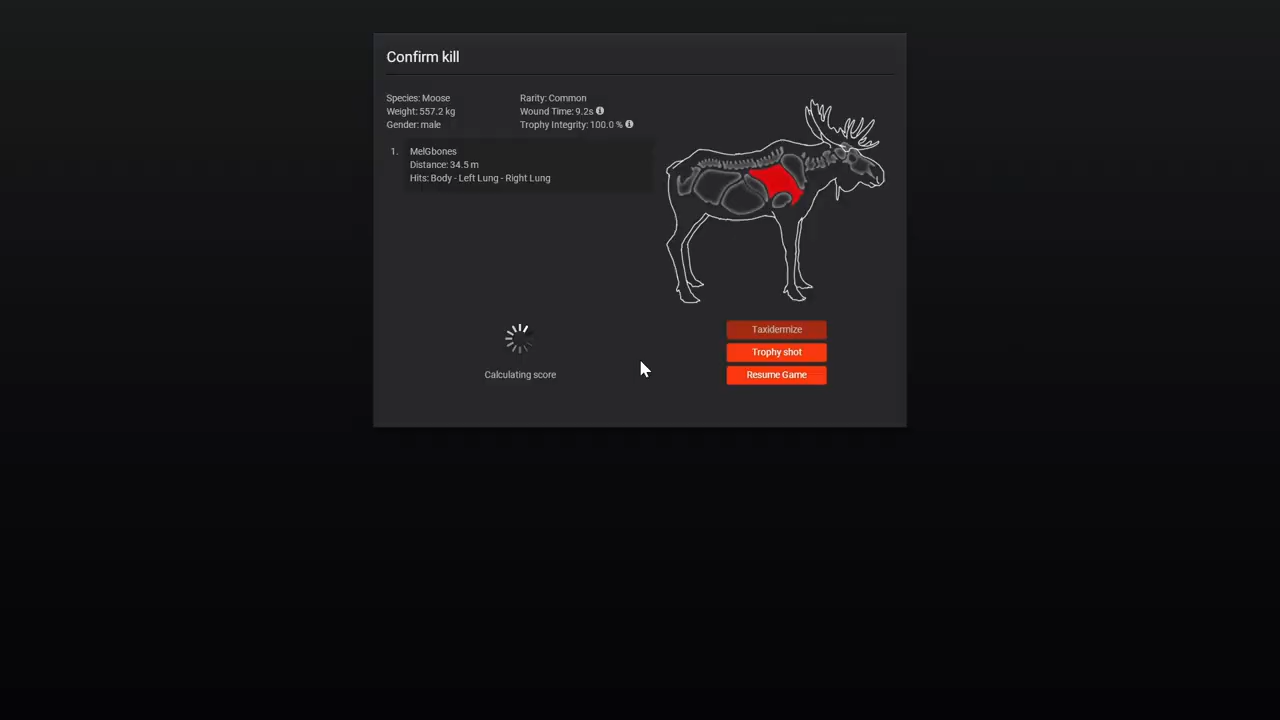 Confirm kill
Species: Moose
Weight: 557.2 kg
Gender: male
Rarity: Common
Wound Time: 9.2s
Trophy Integrity: 100.0 %
1.
MelGbones
Distance: 34.5 m
Hits: Body - Left Lung - Right Lung
Calculating score
Taxidermize
Trophy shot
Resume Game